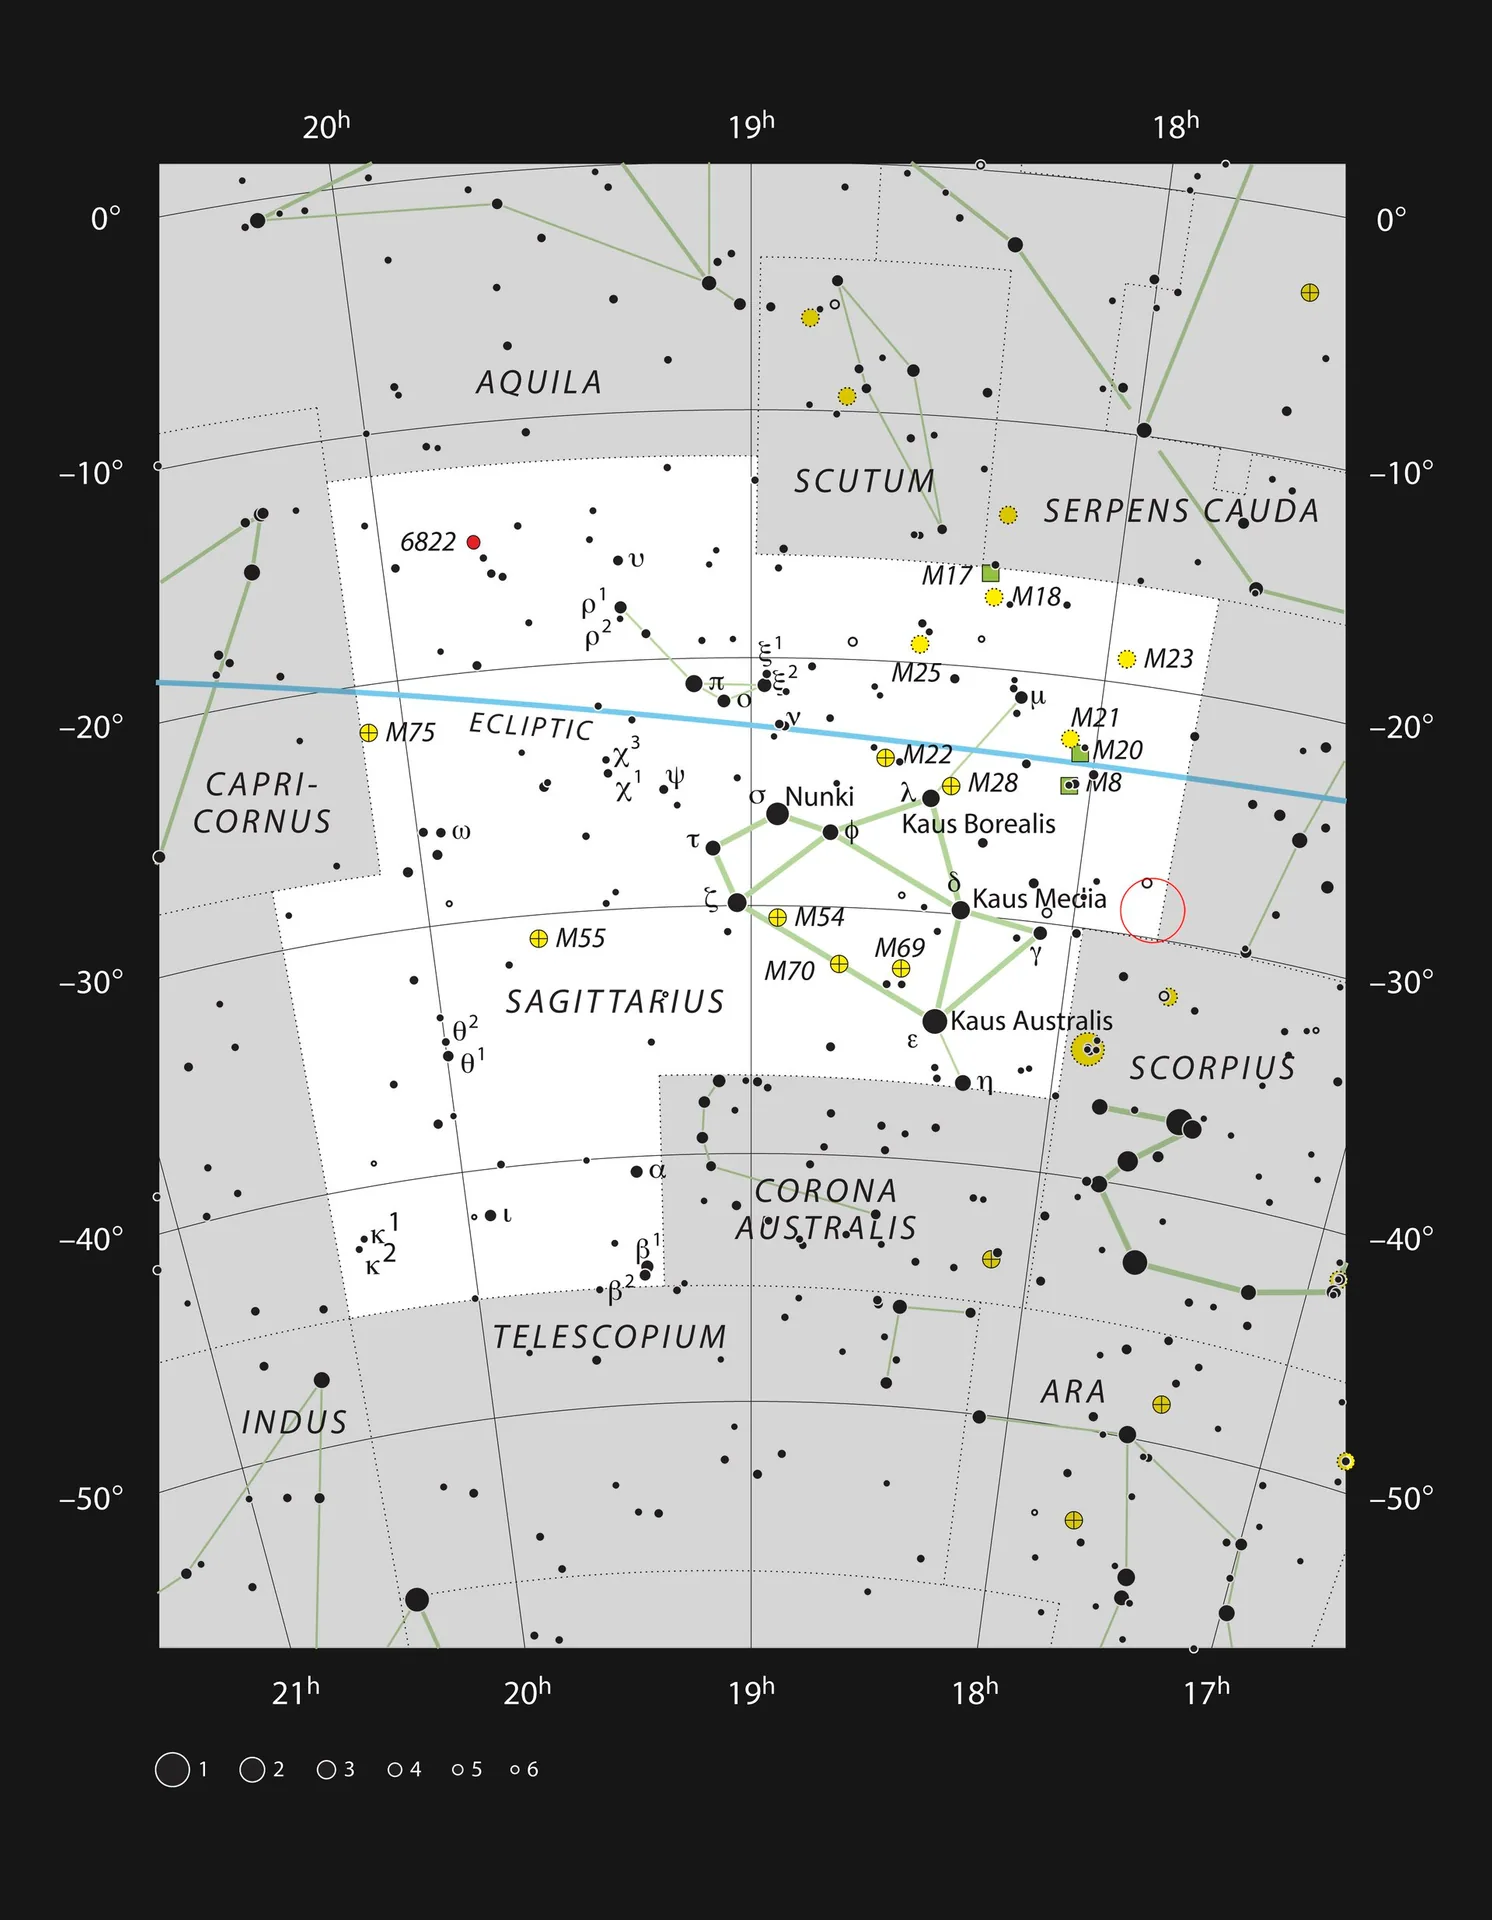 20h 19h 18h
0° 0°
AQUILA
–10° –10°
SCUTUM
SERPENS CAUDA
6822
υ
M17
M18
ρ1
ρ2
ξ1
M25
M23
π
ξ2
ο
μ
ν
M21
–20° –20°
ECLIPTIC
M75
M20
χ3
M22
CAPRI-
CORNUS
χ1
ψ
M28
M8
σ Nunki
λ
Kaus Borealis
ω
τ
φ
δ
ζ
Kaus Media
M54
M55
M69
γ
M70
–30° –30°
SAGITTARIUS
Kaus Australis
θ2
ε
θ1
SCORPIUS
η
α
CORONA
AUSTRALIS
ι
κ1
κ2
–40° –40°
β1
β2
TELESCOPIUM
ARA
INDUS
–50° –50°
21h 20h 19h 18h 17h
1 2 3 4 5 6